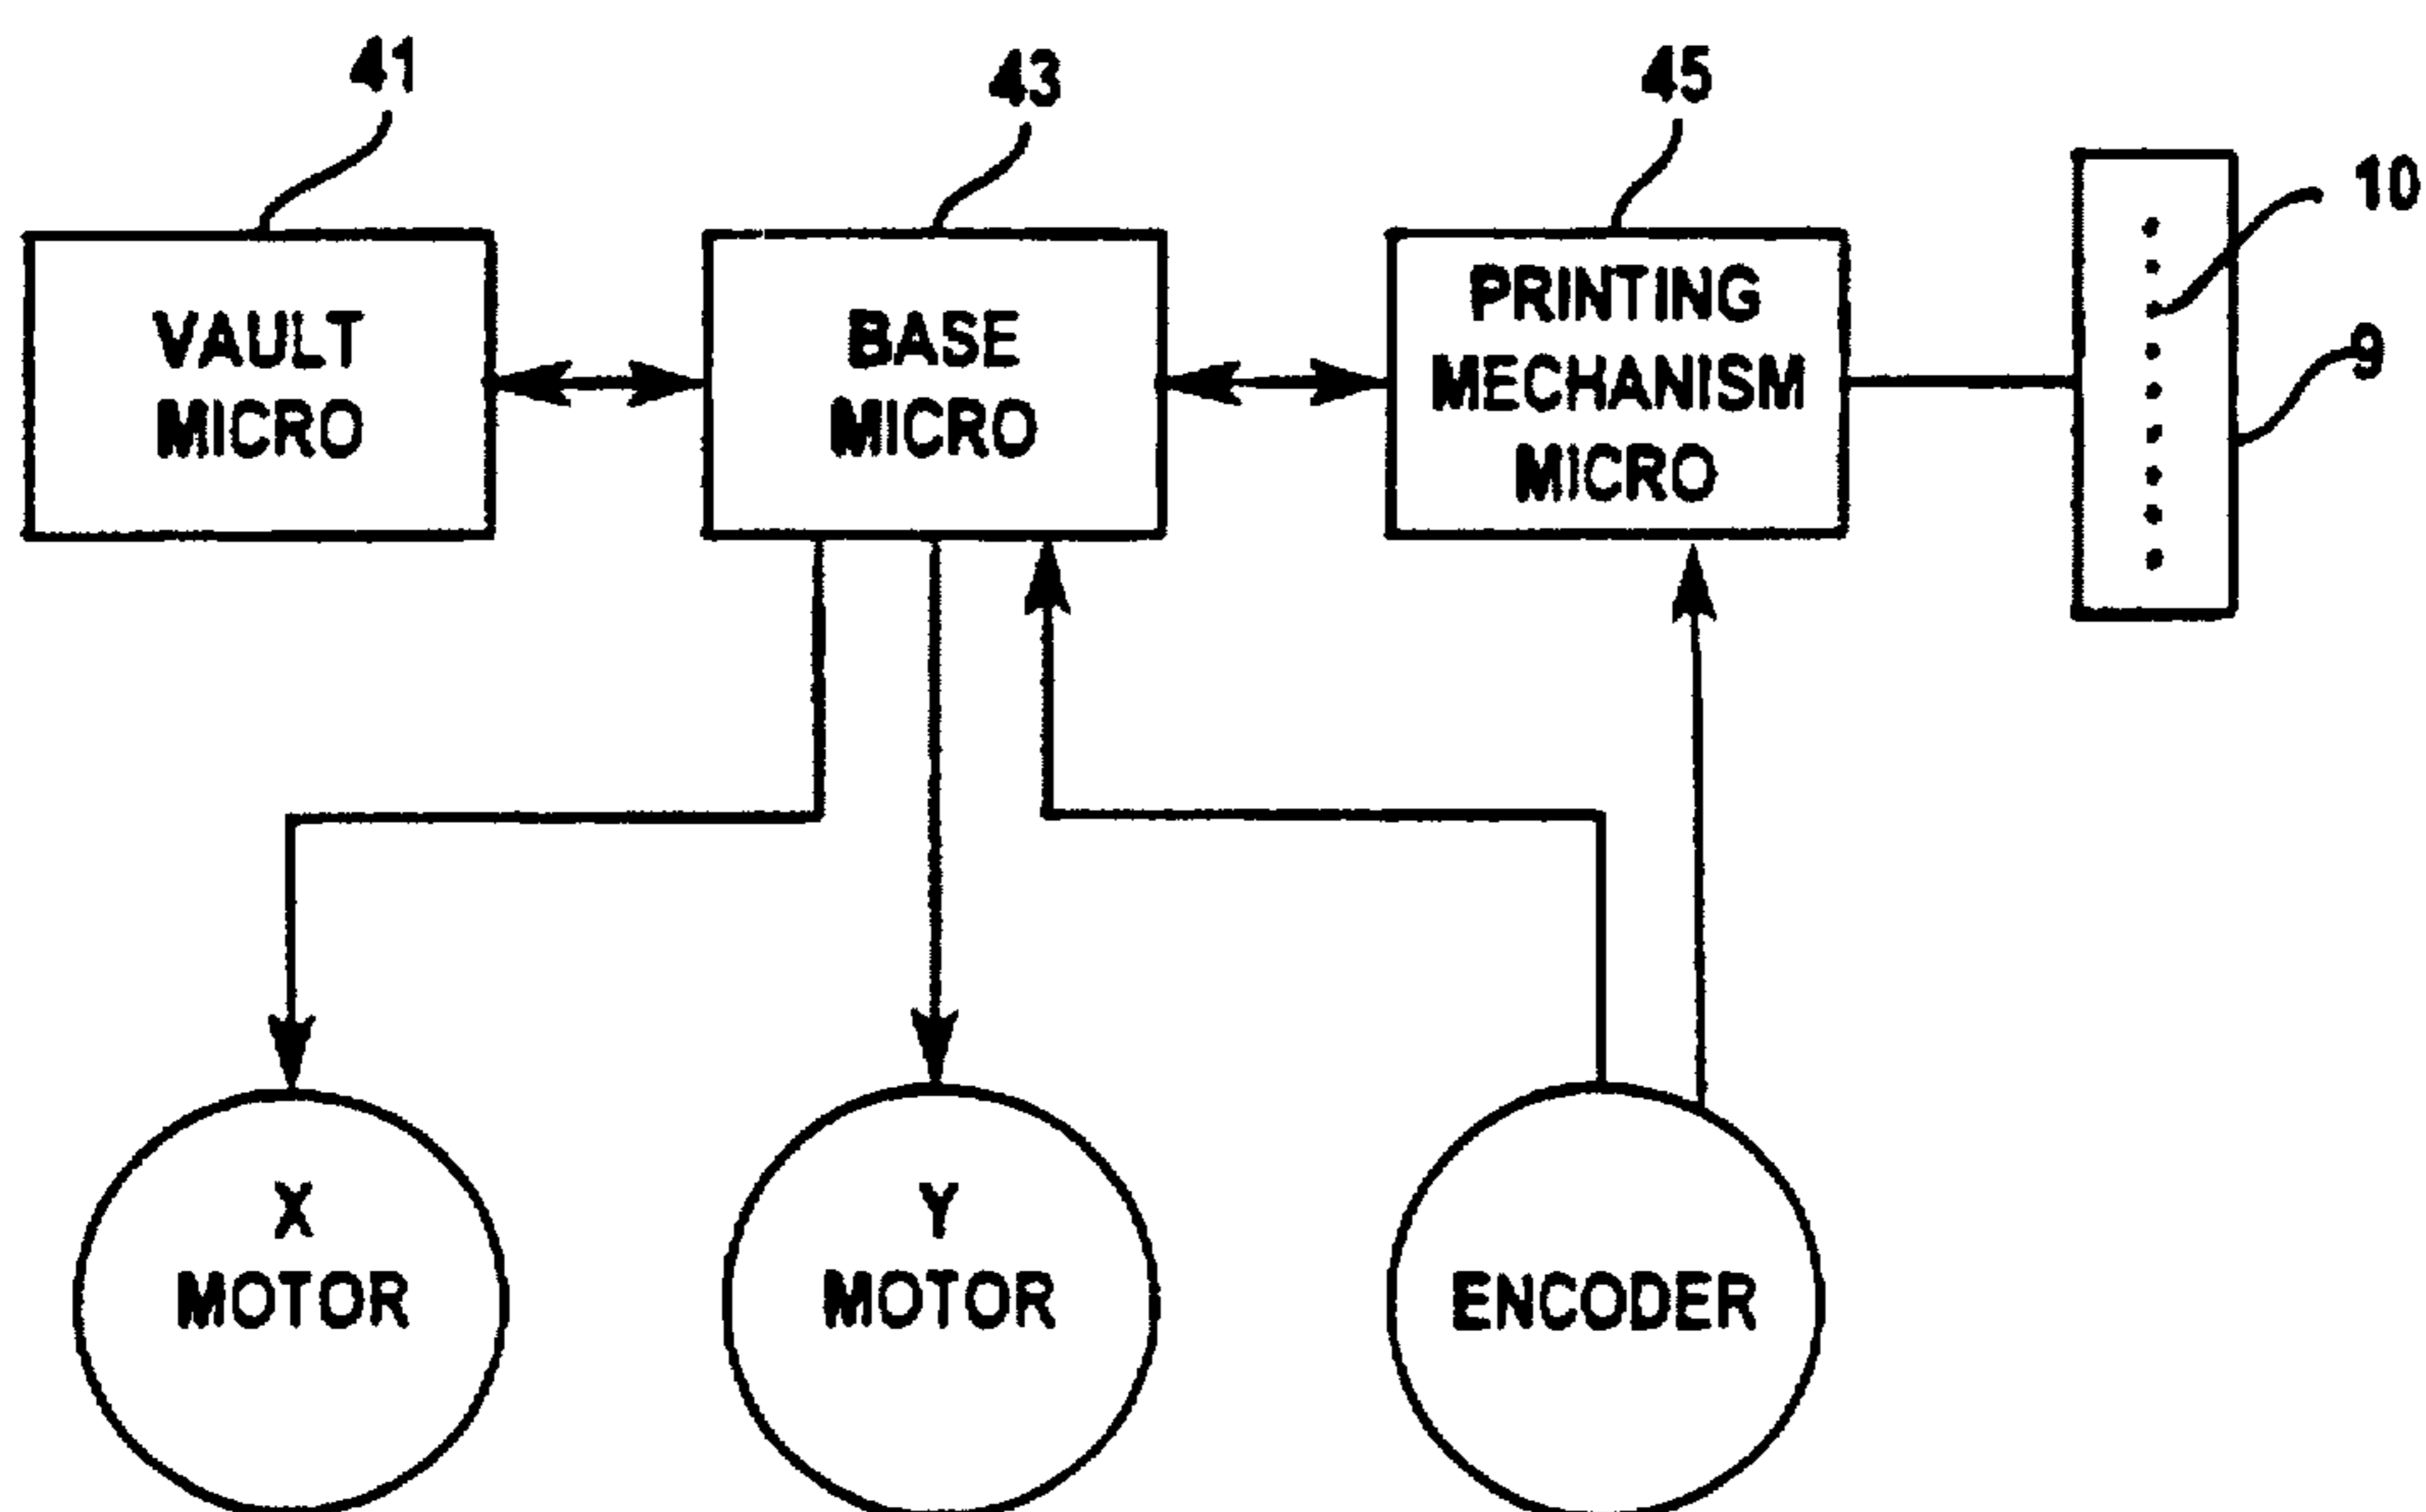 41
43
45
10
9
VAULT
MICRO
BASE
MICRO
PRINTING
MECHANISM
MICRO
X
MOTOR
Y
MOTOR
ENCODER